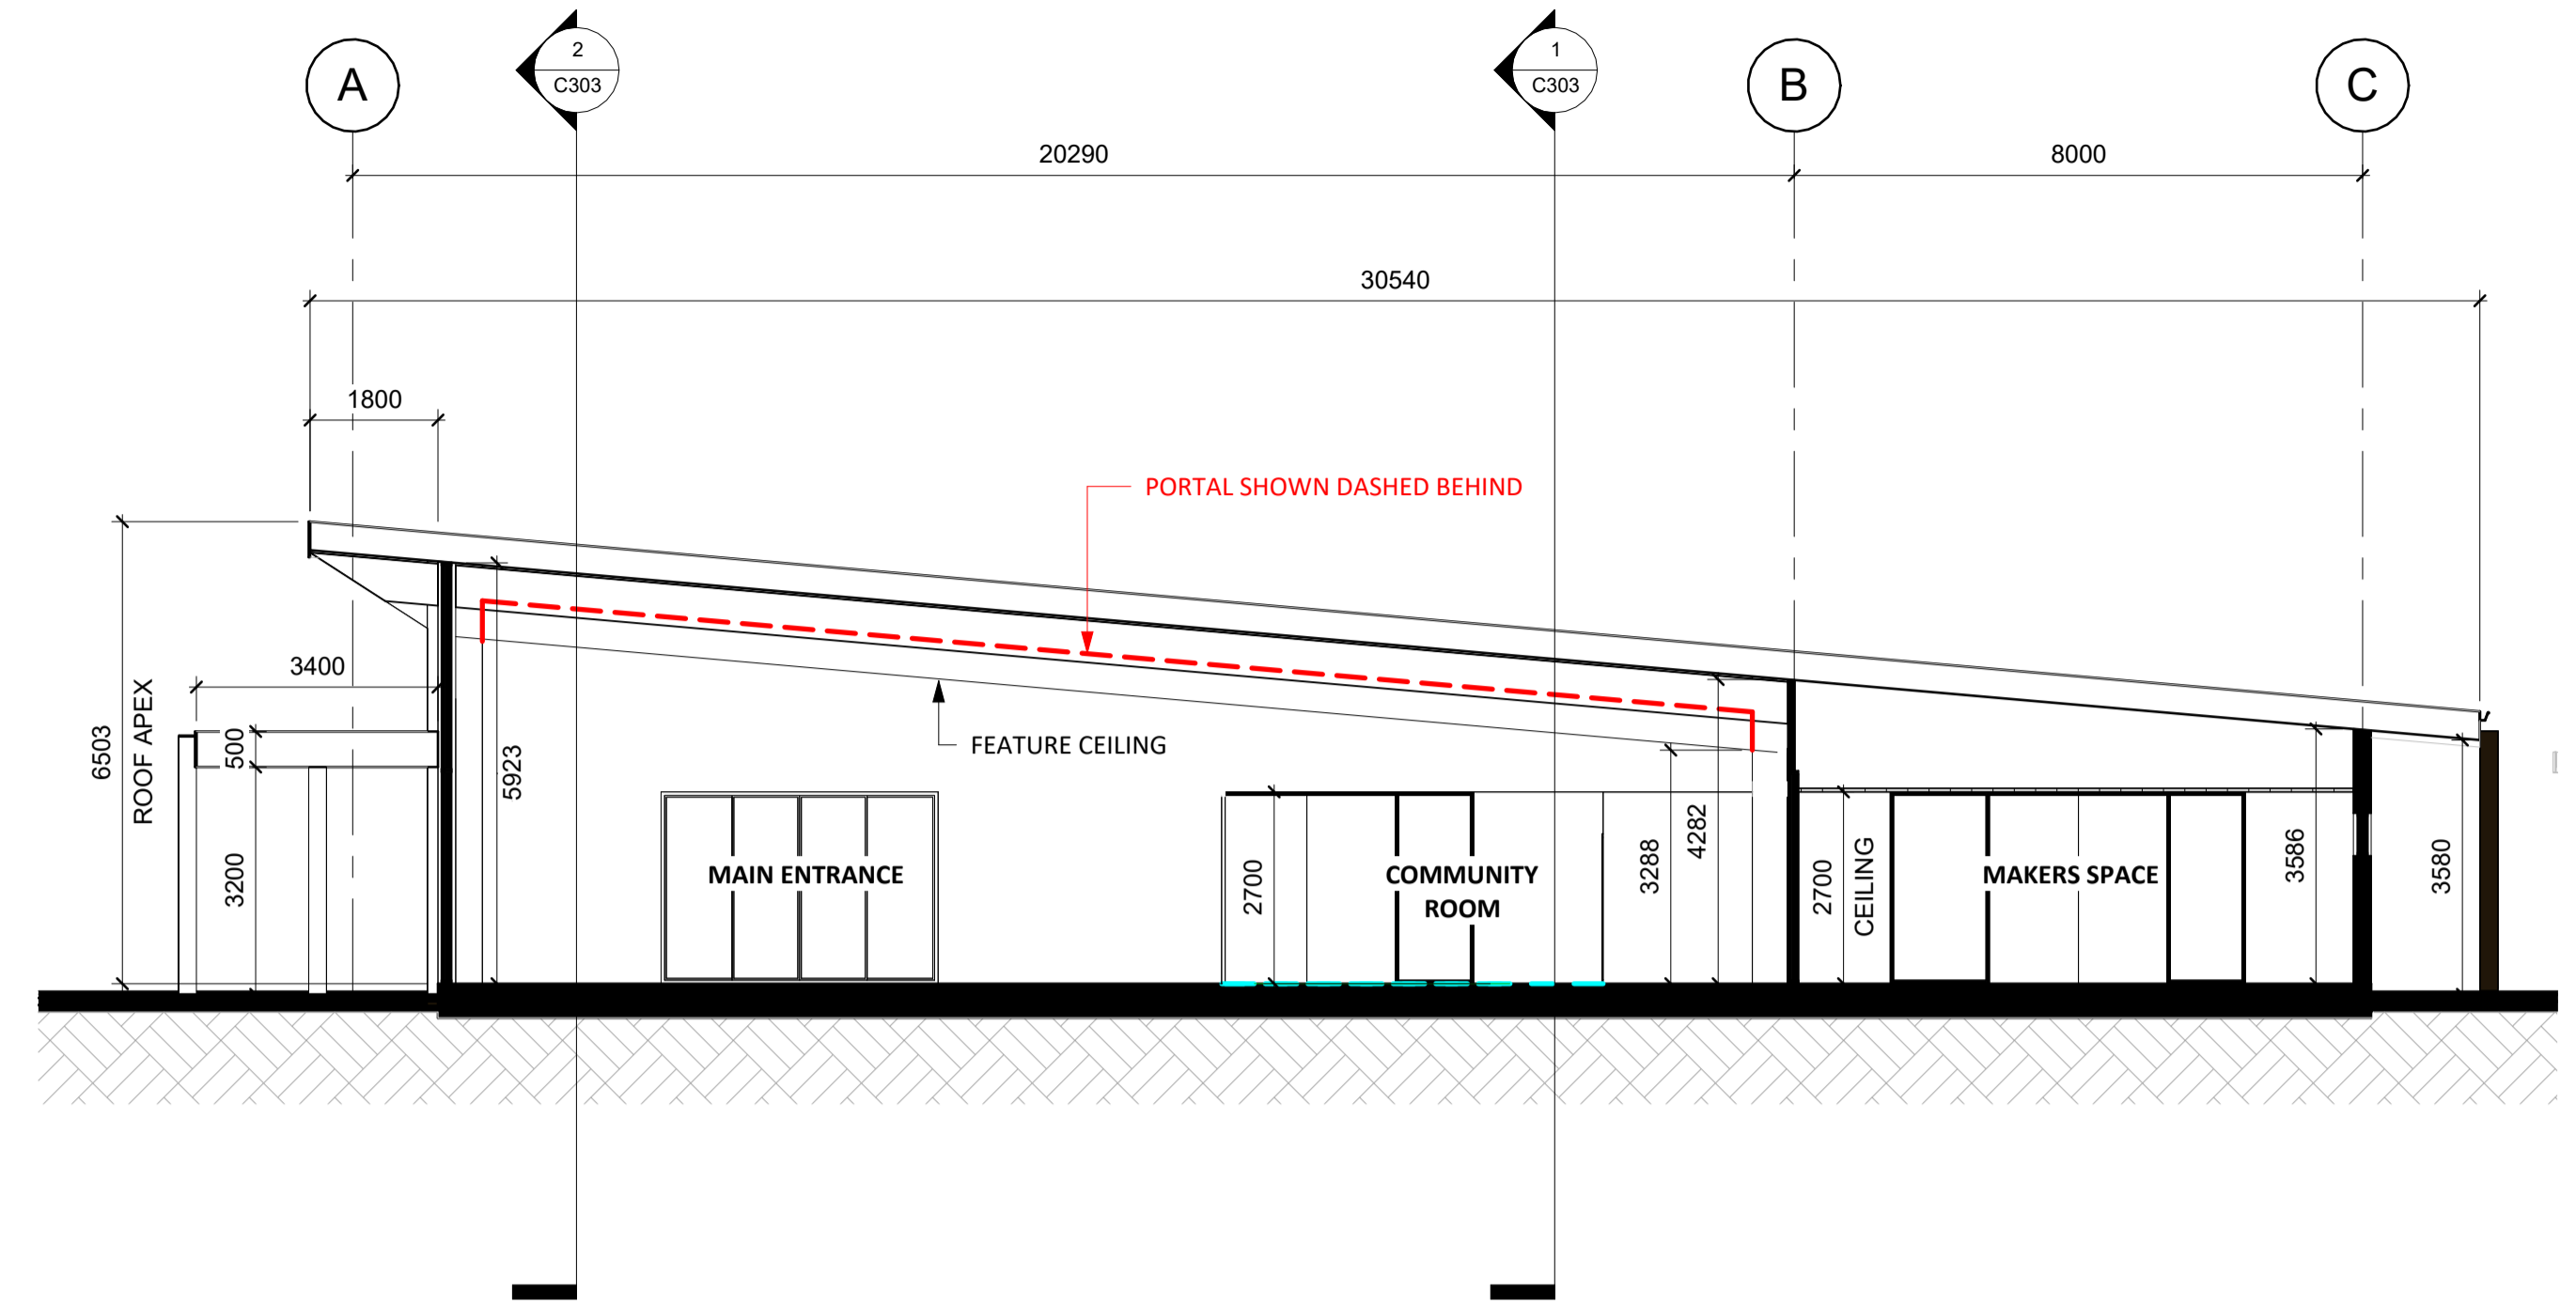 A
2
C303
1
C303
B
C
20290
8000
30540
1800
PORTAL SHOWN DASHED BEHIND
3400
6503
ROOF APEX
500
3200
5923
FEATURE CEILING
MAIN ENTRANCE
2700
COMMUNITY
ROOM
3288
4282
2700
CEILING
MAKERS SPACE
3586
3580